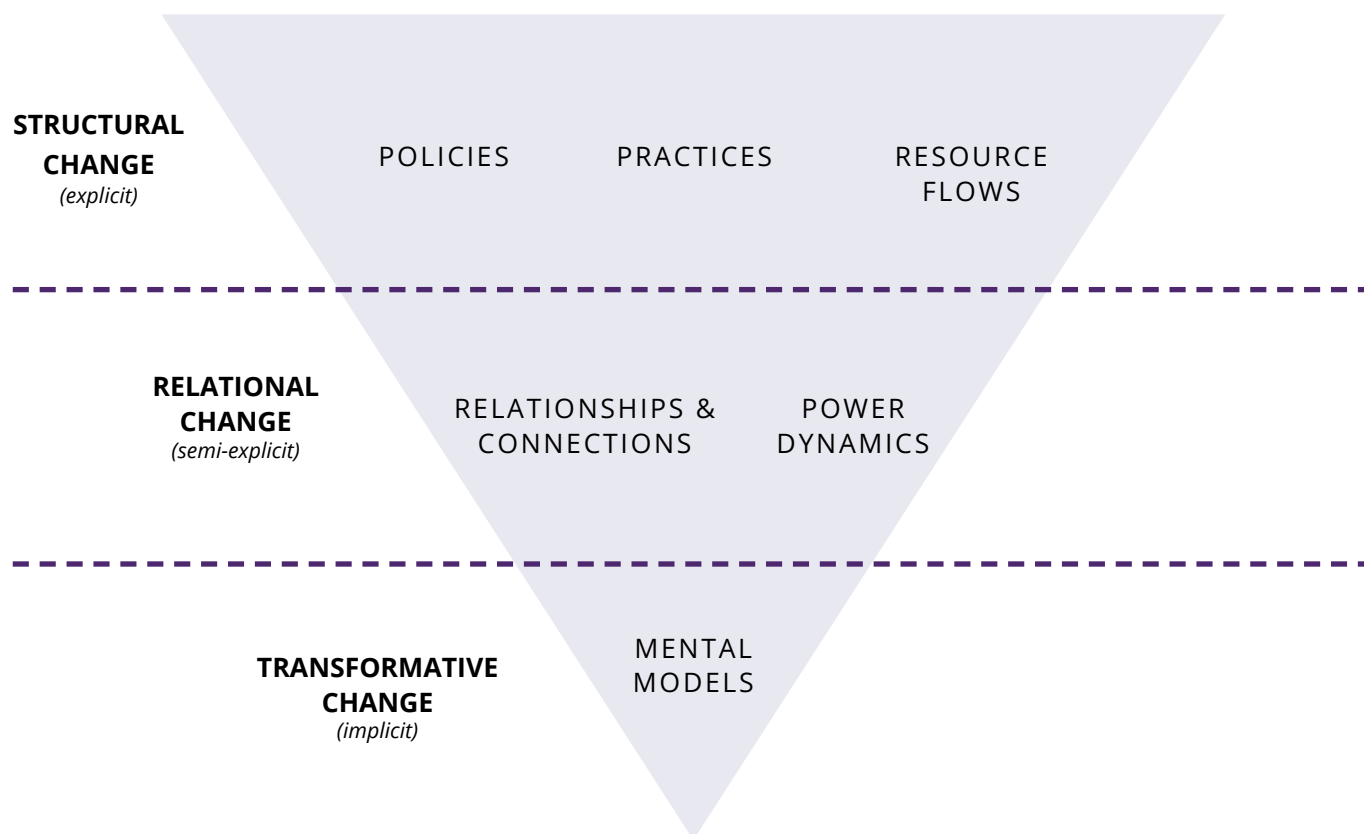 STRUCTURAL
CHANGE
(explicit)
POLICIES
PRACTICES
RESOURCE
FLOWS
RELATIONAL
CHANGE
(semi-explicit)
RELATIONSHIPS &
CONNECTIONS
POWER
DYNAMICS
TRANSFORMATIVE
CHANGE
(implicit)
MENTAL
MODELS